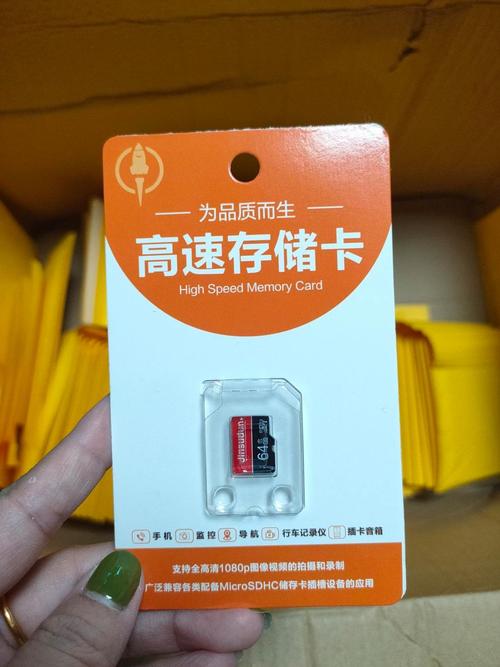 为品质而生
高速存储卡
High Speed Memory Card
jinsudun
64
手机 监控 导航 行车记录仪 插卡音箱
支持全高清1080p图像视频的拍摄和录制
广泛兼容各类配备MicroSDHC储存卡插槽设备的应用